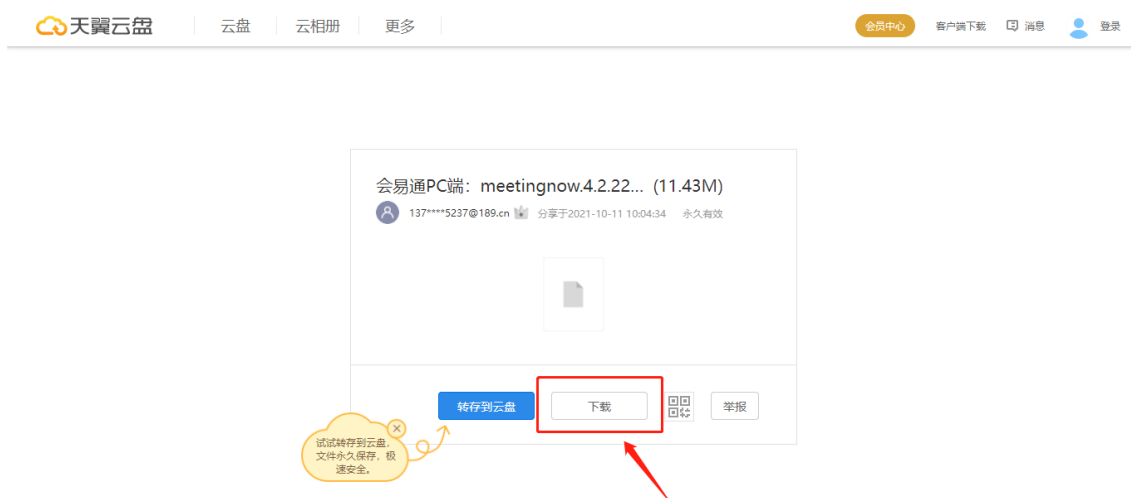 天翼云盘 云盘 云相册 更多 会员中心 客户端下载 消息 登录
会易通PC端：meetingnow.4.2.22... (11.43M)
137****5237@189.cn 分享于2021-10-11 10:04:34 永久有效
转存到云盘 下载 举报
试试转存到云盘，
文件永久保存，极
速安全。